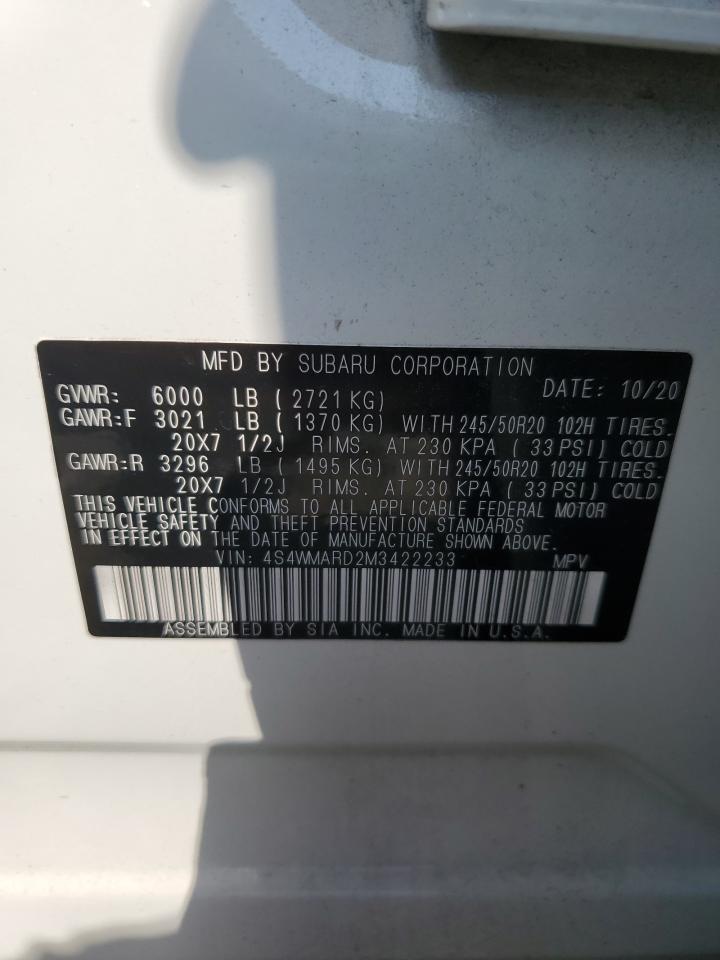 MFD BY SUBARU CORPORATION DATE: 10/20
GVWR: 6000 LB ( 2721 KG)
GAWR:F 3021 LB ( 1370 KG) WITH 245/50R20 102H TIRES.
20X7 1/2J RIMS. AT 230 KPA ( 33 PSI) COLD
GAWR:R 3296 LB ( 1495 KG) WITH 245/50R20 102H TIRES.
20X7 1/2J RIMS. AT 230 KPA ( 33 PSI) COLD
THIS VEHICLE CONFORMS TO ALL APPLICABLE FEDERAL MOTOR
VEHICLE SAFETY AND THEFT PREVENTION STANDARDS
IN EFFECT ON THE DATE OF MANUFACTURE SHOWN ABOVE.
VIN: 4S4WMARD2M3422233 MPV
ASSEMBLED BY SIA INC. MADE IN U.S.A.